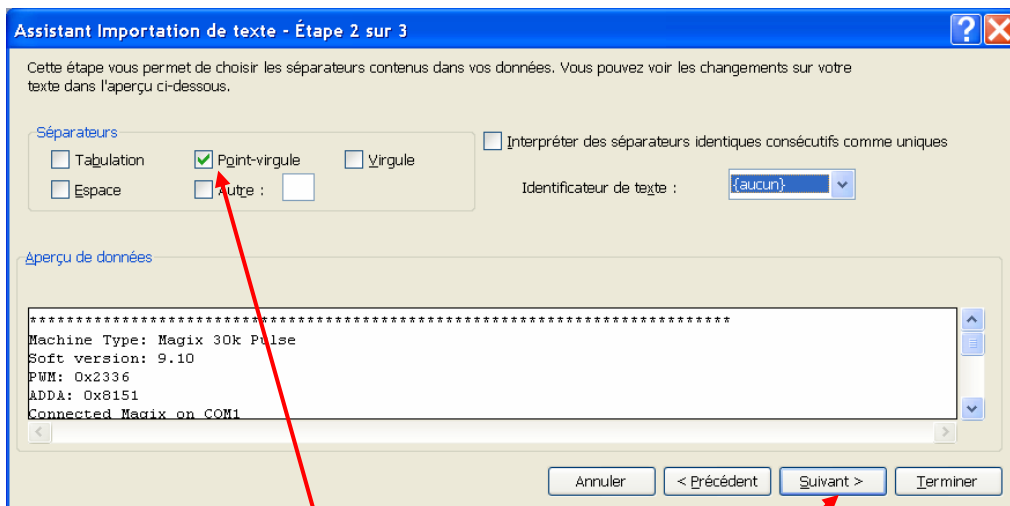 Assistant Importation de texte - Étape 2 sur 3
Cette étape vous permet de choisir les séparateurs contenus dans vos données. Vous pouvez voir les changements sur votre
texte dans l'aperçu ci-dessous.
Séparateurs
Tabulation Point-virgule Virgule
Espace Autre :
Interpréter des séparateurs identiques consécutifs comme uniques
Identificateur de texte : {aucun}
Aperçu de données
****************************************************************************
Machine Type: Magix 30k Pulse
Soft version: 9.10
PWM: 0x2336
ADDA: 0x8151
Connected Magix on COM1
Annuler < Précédent Suivant > Terminer